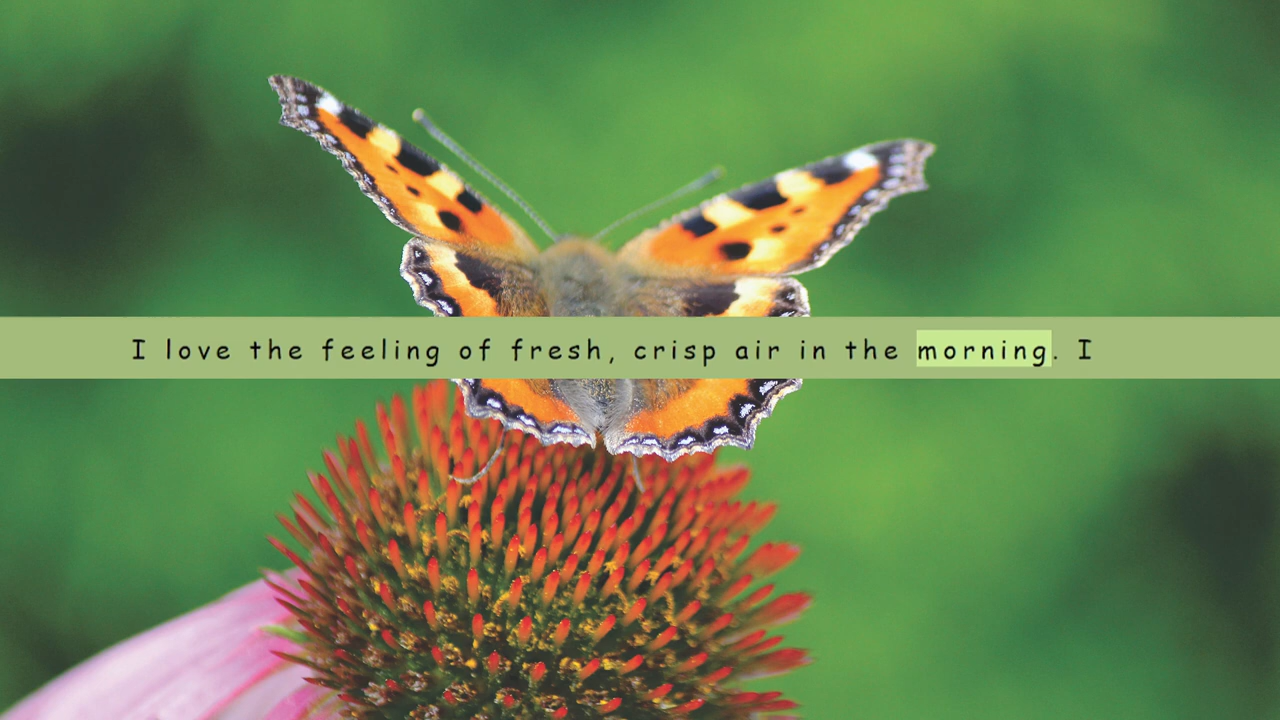 I love the feeling of fresh, crisp air in the morning. I